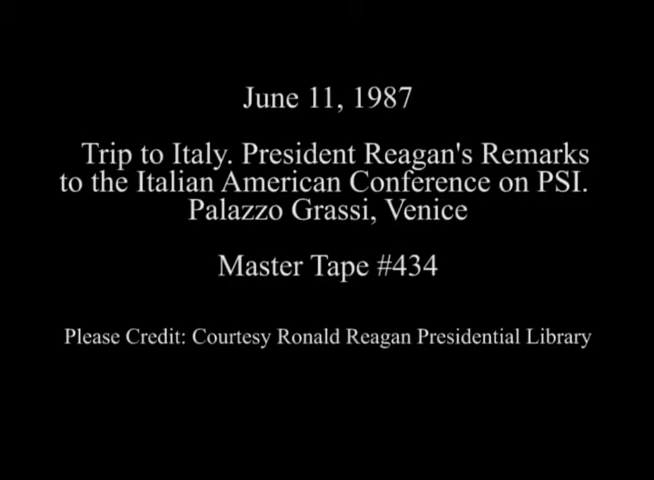 June 11, 1987
Trip to Italy. President Reagan's Remarks
to the Italian American Conference on PSI.
Palazzo Grassi, Venice
Master Tape #434
Please Credit: Courtesy Ronald Reagan Presidential Library